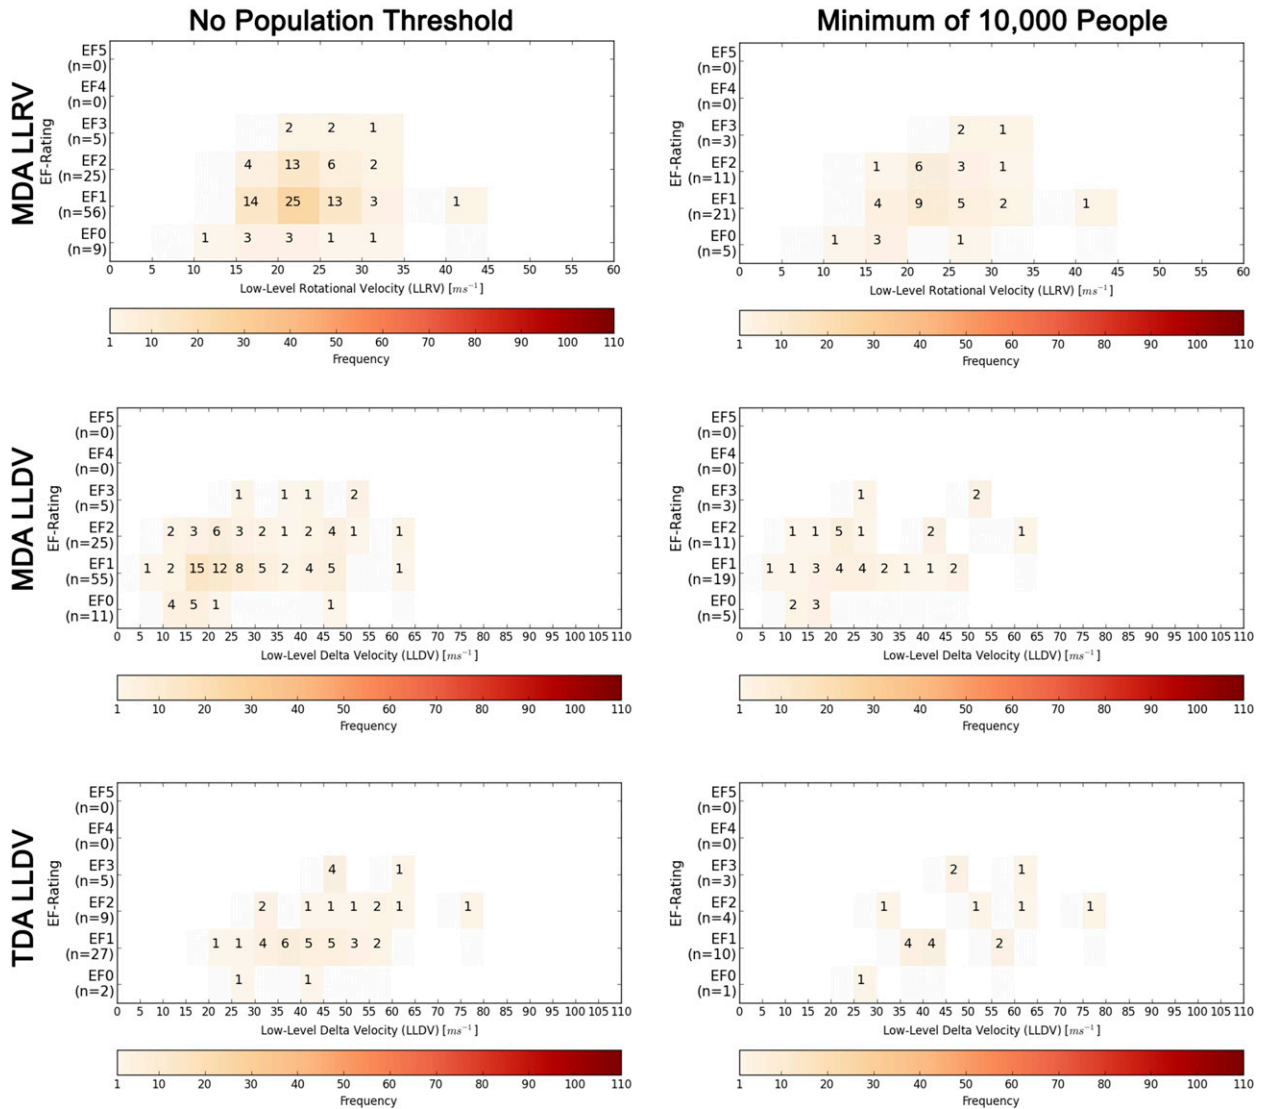 No Population Threshold
Minimum of 10,000 People
MDA LLRV
EF-Rating
EF5
(n=0)
EF4
(n=0)
EF3
(n=5)
2 2 1
EF2
(n=25)
4 13 6 2
EF1
(n=56)
14 25 13 3 1
EF0
(n=9)
1 3 3 1 1
0 5 10 15 20 25 30 35 40 45 50 55 60
Low-Level Rotational Velocity (LLRV) [ms⁻¹]
1 10 20 30 40 50 60 70 80 90 100 110
Frequency
EF-Rating
EF5
(n=0)
EF4
(n=0)
EF3
(n=3)
2 1
EF2
(n=11)
1 6 3 1
EF1
(n=21)
4 9 5 2 1
EF0
(n=5)
1 3 1
0 5 10 15 20 25 30 35 40 45 50 55 60
Low-Level Rotational Velocity (LLRV) [ms⁻¹]
1 10 20 30 40 50 60 70 80 90 100 110
Frequency
MDA LLDV
EF-Rating
EF5
(n=0)
EF4
(n=0)
EF3
(n=5)
1 1 1 2
EF2
(n=25)
2 3 6 3 2 1 2 4 1 1
EF1
(n=55)
1 2 15 12 8 5 2 4 5 1
EF0
(n=11)
4 5 1 1
0 5 10 15 20 25 30 35 40 45 50 55 60 65 70 75 80 85 90 95 100 105 110
Low-Level Delta Velocity (LLDV) [ms⁻¹]
1 10 20 30 40 50 60 70 80 90 100 110
Frequency
EF-Rating
EF5
(n=0)
EF4
(n=0)
EF3
(n=3)
1 2
EF2
(n=11)
1 1 5 1 2 1
EF1
(n=19)
1 1 3 4 4 2 1 1 2
EF0
(n=5)
2 3
0 5 10 15 20 25 30 35 40 45 50 55 60 65 70 75 80 85 90 95 100 105 110
Low-Level Delta Velocity (LLDV) [ms⁻¹]
1 10 20 30 40 50 60 70 80 90 100 110
Frequency
TDA LLDV
EF-Rating
EF5
(n=0)
EF4
(n=0)
EF3
(n=5)
4 1
EF2
(n=9)
2 1 1 1 2 1 1
EF1
(n=27)
1 1 4 6 5 5 3 2
EF0
(n=2)
1 1
0 5 10 15 20 25 30 35 40 45 50 55 60 65 70 75 80 85 90 95 100 105 110
Low-Level Delta Velocity (LLDV) [ms⁻¹]
1 10 20 30 40 50 60 70 80 90 100 110
Frequency
EF-Rating
EF5
(n=0)
EF4
(n=0)
EF3
(n=3)
2 1
EF2
(n=4)
1 1 1 1
EF1
(n=10)
4 4 2
EF0
(n=1)
1
0 5 10 15 20 25 30 35 40 45 50 55 60 65 70 75 80 85 90 95 100 105 110
Low-Level Delta Velocity (LLDV) [ms⁻¹]
1 10 20 30 40 50 60 70 80 90 100 110
Frequency